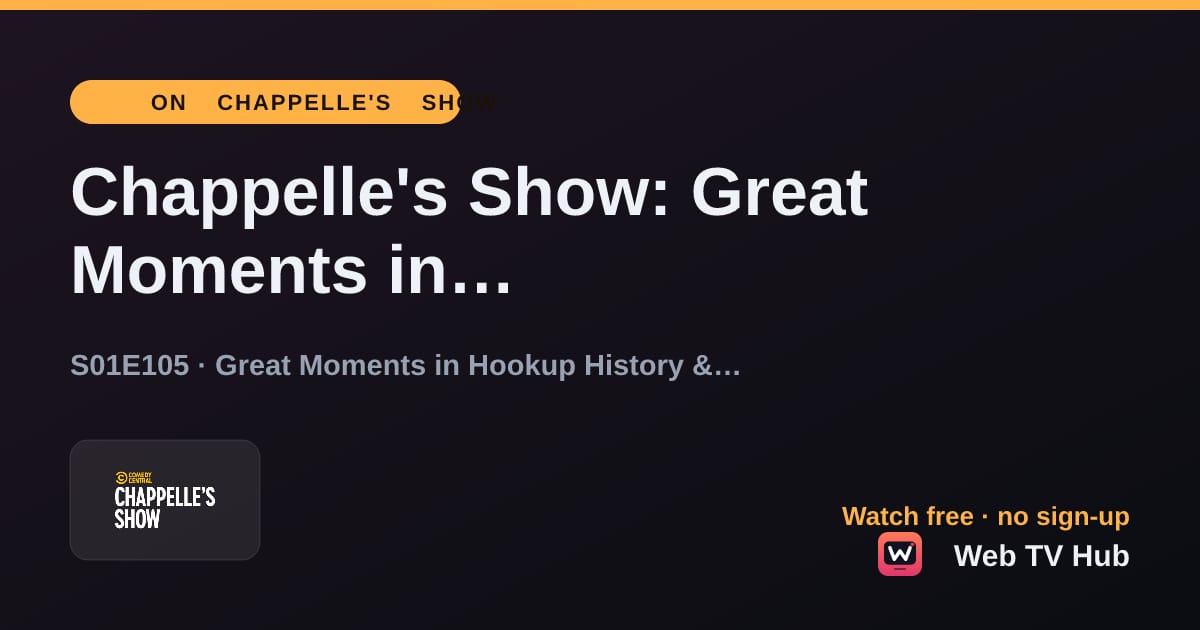 ON CHAPPELLE'S SHOW
Chappelle's Show: Great
Moments in…
S01E105 · Great Moments in Hookup History &…
COMEDY
CENTRAL
CHAPPELLE'S
SHOW
Watch free · no sign-up
W Web TV Hub